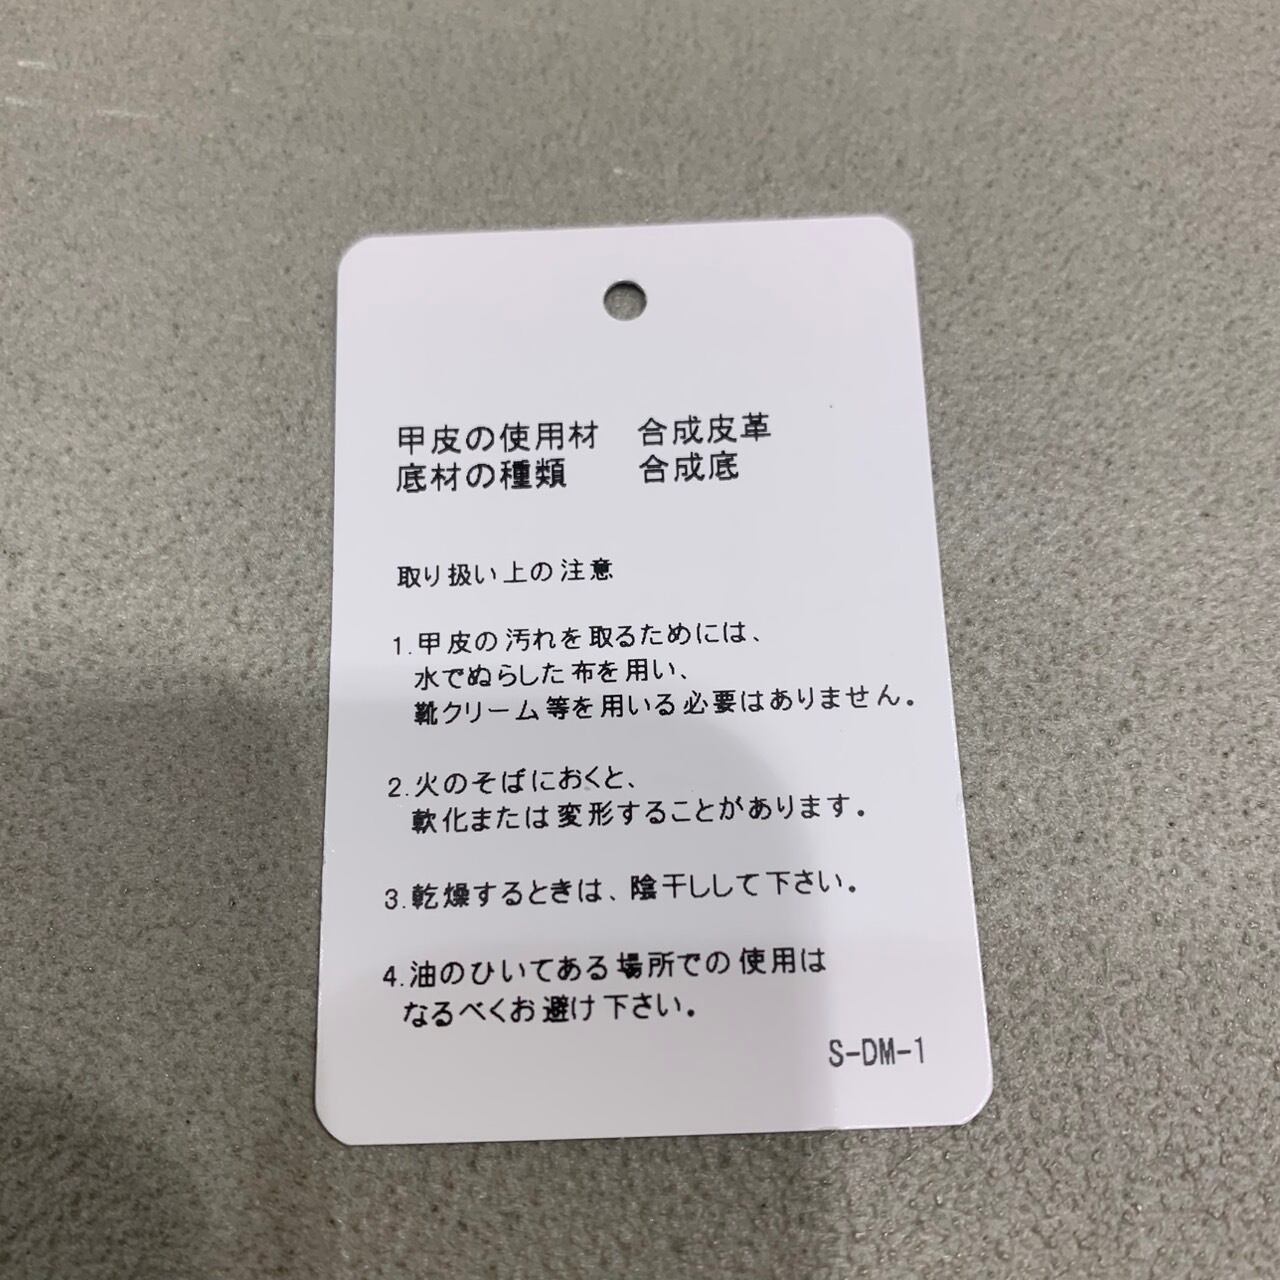 甲皮の使用材　合成皮革
底材の種類　　合成底
取り扱い上の注意
1.甲皮の汚れを取るためには、
水でぬらした布を用い、
靴クリーム等を用いる必要はありません。
2.火のそばにおくと、
軟化または変形することがあります。
3.乾燥するときは、陰干しして下さい。
4.油のひいてある場所での使用は
なるべくお避け下さい。
S-DM-1